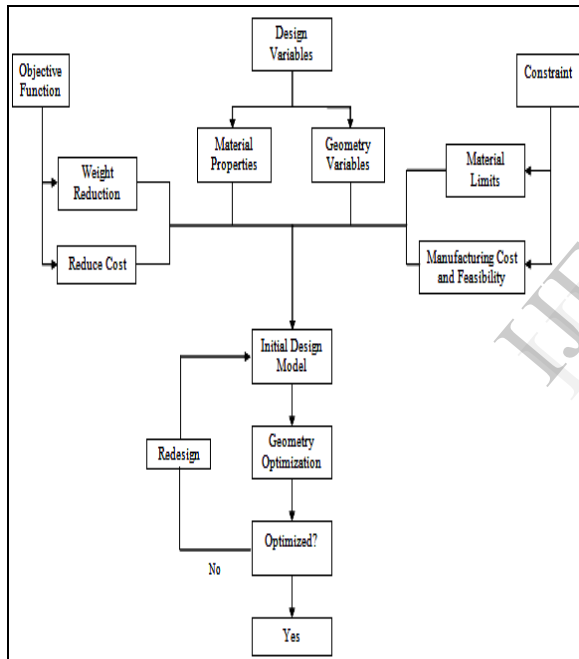 Design
Variables
Objective
Function
Constraint
Material
Properties
Geometry
Variables
Weight
Reduction
Material
Limits
Reduce Cost
Manufacturing Cost
and Feasibility
Initial Design
Model
Redesign
Geometry
Optimization
Optimized?
No
Yes